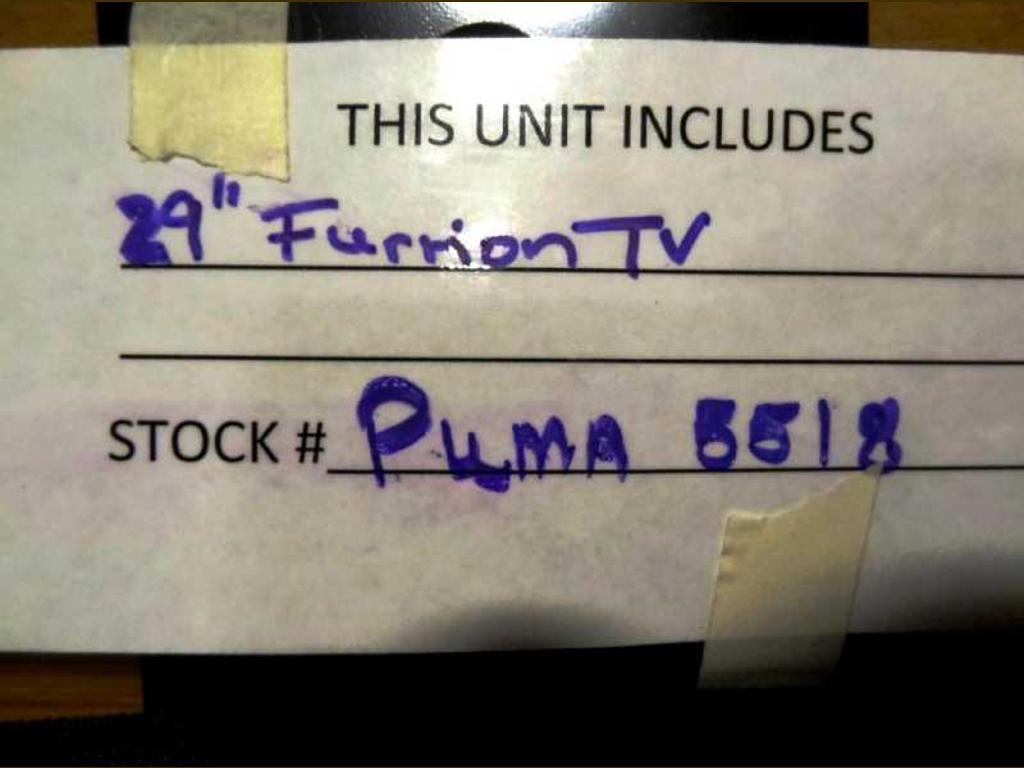 THIS UNIT INCLUDES
29" Furrion TV
STOCK # PUMA 5518